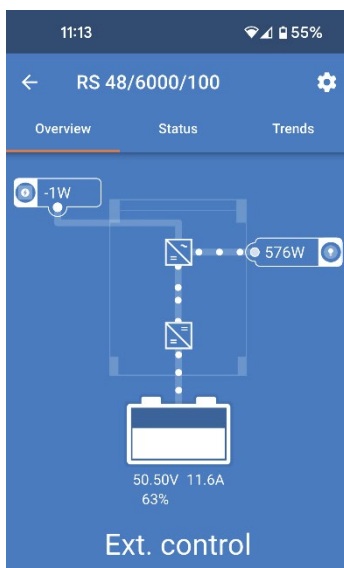 11:13 55%
RS 48/6000/100
Overview Status Trends
-1W
576W
50.50V 11.6A
63%
Ext. control